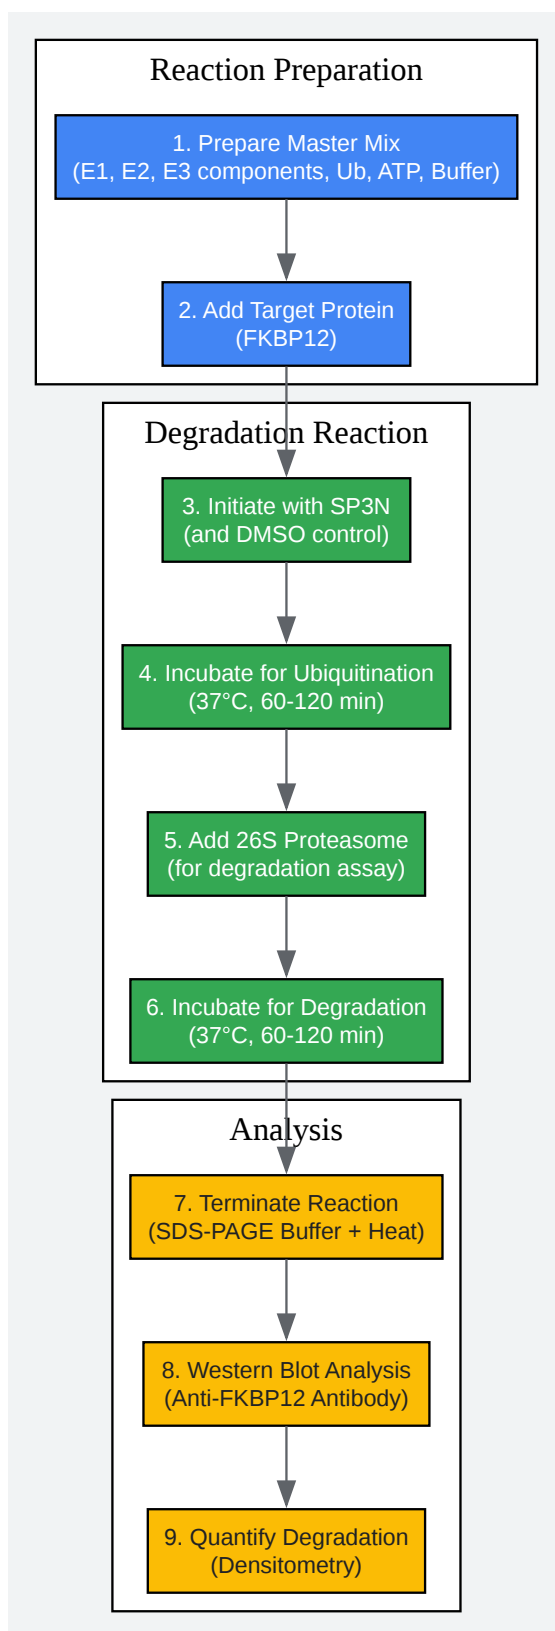 Reaction Preparation
1. Prepare Master Mix
(E1, E2, E3 components, Ub, ATP, Buffer)
2. Add Target Protein
(FKBP12)
Degradation Reaction
3. Initiate with SP3N
(and DMSO control)
4. Incubate for Ubiquitination
(37°C, 60-120 min)
5. Add 26S Proteasome
(for degradation assay)
6. Incubate for Degradation
(37°C, 60-120 min)
Analysis
7. Terminate Reaction
(SDS-PAGE Buffer + Heat)
8. Western Blot Analysis
(Anti-FKBP12 Antibody)
9. Quantify Degradation
(Densitometry)